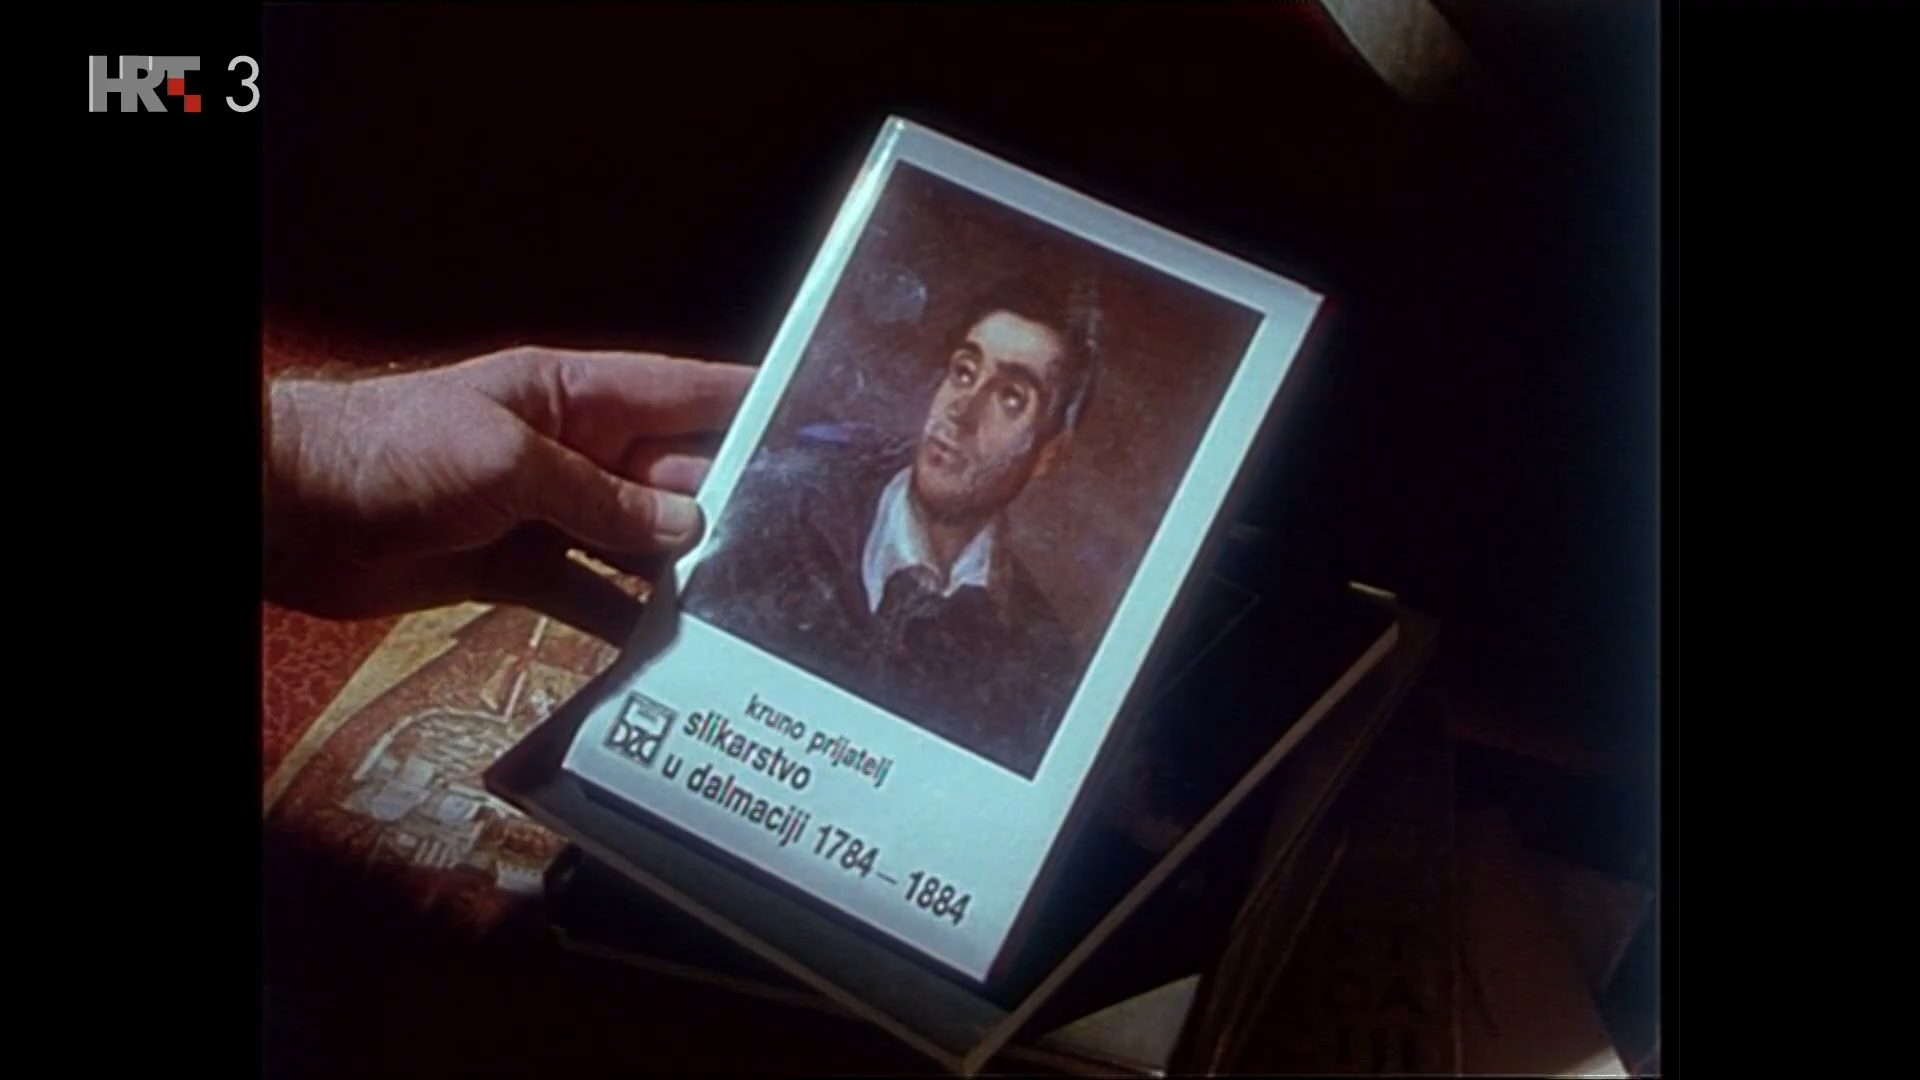 HRT 3
kruno prijatelj
slikarstvo
u dalmaciji 1784 – 1884